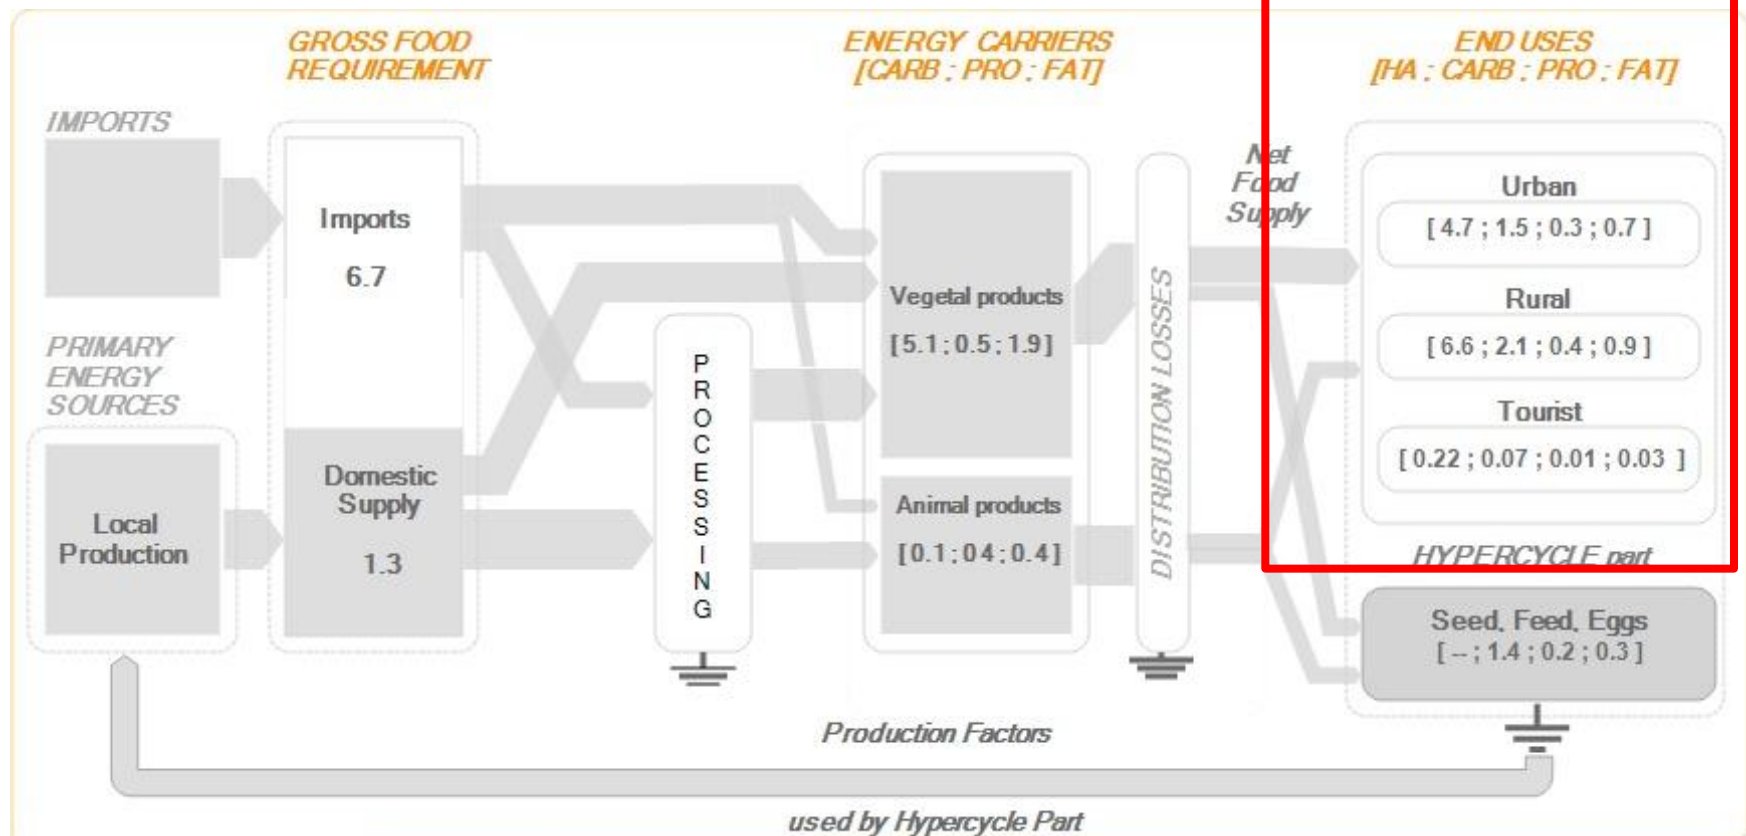 GROSS FOOD
REQUIREMENT
ENERGY CARRIERS
[CARB : PRO : FAT]
END USES
[HA : CARB : PRO : FAT]
IMPORTS
Imports
6.7
PRIMARY
ENERGY
SOURCES
Local
Production
Domestic
Supply
1.3
PROCESSING
Vegetal products
[5.1 ; 0.5 ; 1.9]
Animal products
[0.1 ; 04 ; 0.4]
DISTRIBUTION LOSSES
Net
Food
Supply
Urban
[ 4.7 ; 1.5 ; 0.3 ; 0.7 ]
Rural
[ 6.6 ; 2.1 ; 0.4 ; 0.9 ]
Tourist
[ 0.22 ; 0.07 ; 0.01 ; 0.03 ]
HYPERCYCLE part
Seed, Feed, Eggs
[ -- ; 1.4 ; 0.2 ; 0.3 ]
Production Factors
used by Hypercycle Part